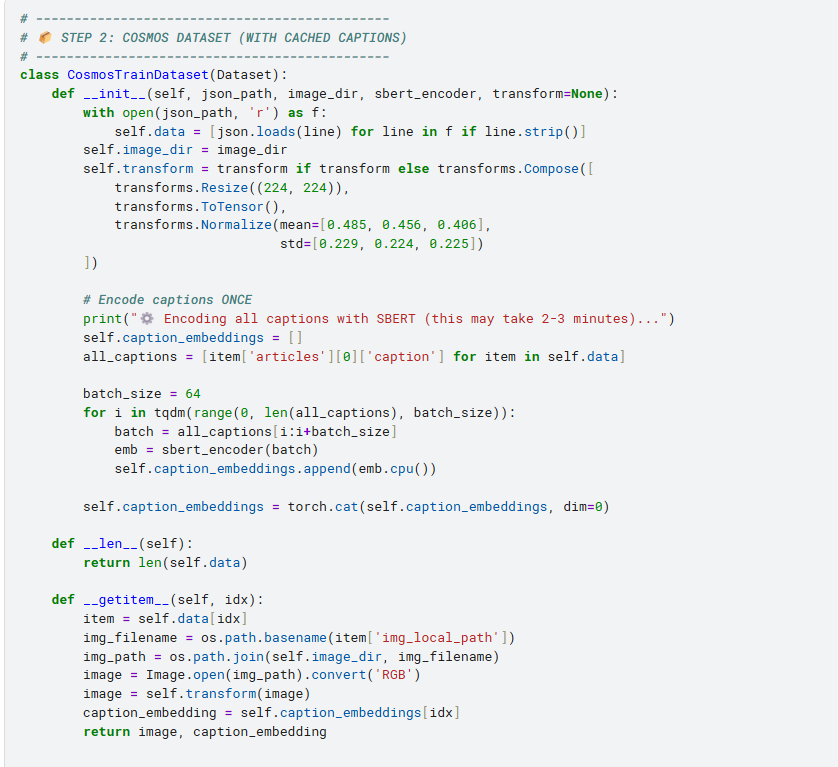 # ----------------------------------------------
# 📦 STEP 2: COSMOS DATASET (WITH CACHED CAPTIONS)
# ----------------------------------------------
class CosmosTrainDataset(Dataset):
    def __init__(self, json_path, image_dir, sbert_encoder, transform=None):
        with open(json_path, 'r') as f:
            self.data = [json.loads(line) for line in f if line.strip()]
        self.image_dir = image_dir
        self.transform = transform if transform else transforms.Compose([
            transforms.Resize((224, 224)),
            transforms.ToTensor(),
            transforms.Normalize(mean=[0.485, 0.456, 0.406],
                                 std=[0.229, 0.224, 0.225])
        ])

        # Encode captions ONCE
        print("⚙️ Encoding all captions with SBERT (this may take 2-3 minutes)...")
        self.caption_embeddings = []
        all_captions = [item['articles'][0]['caption'] for item in self.data]

        batch_size = 64
        for i in tqdm(range(0, len(all_captions), batch_size)):
            batch = all_captions[i:i+batch_size]
            emb = sbert_encoder(batch)
            self.caption_embeddings.append(emb.cpu())

        self.caption_embeddings = torch.cat(self.caption_embeddings, dim=0)

    def __len__(self):
        return len(self.data)

    def __getitem__(self, idx):
        item = self.data[idx]
        img_filename = os.path.basename(item['img_local_path'])
        img_path = os.path.join(self.image_dir, img_filename)
        image = Image.open(img_path).convert('RGB')
        image = self.transform(image)
        caption_embedding = self.caption_embeddings[idx]
        return image, caption_embedding